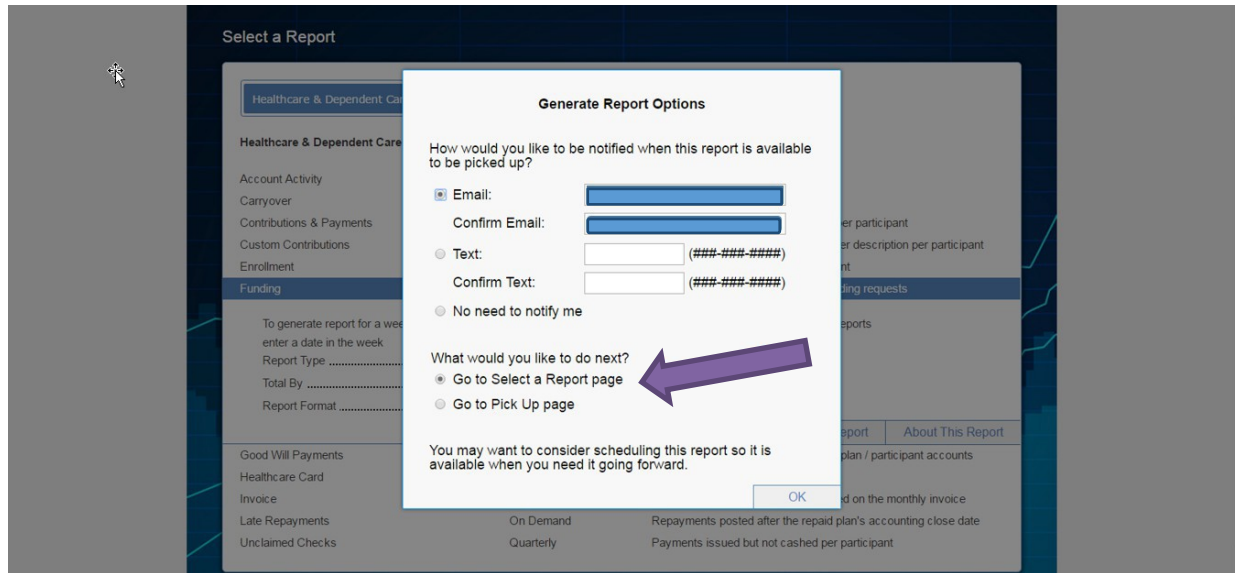 Select a Report
Healthcare & Dependent Car
Healthcare & Dependent Care
Account Activity
Carryover
Contributions & Payments
Custom Contributions
Enrollment
Funding
To generate report for a wee
enter a date in the week
Report Type
Total By
Report Format
Generate Report Options
How would you like to be notified when this report is available
to be picked up?
Email:
Confirm Email:
Text: (###-###-####)
Confirm Text: (###-###-####)
No need to notify me
What would you like to do next?
Go to Select a Report page
Go to Pick Up page
You may want to consider scheduling this report so it is
available when you need it going forward.
OK
er participant
er description per participant
nt
ding requests
eports
eport About This Report
Good Will Payments plan / participant accounts
Healthcare Card
Invoice ed on the monthly invoice
Late Repayments On Demand Repayments posted after the repaid plan's accounting close date
Unclaimed Checks Quarterly Payments issued but not cashed per participant